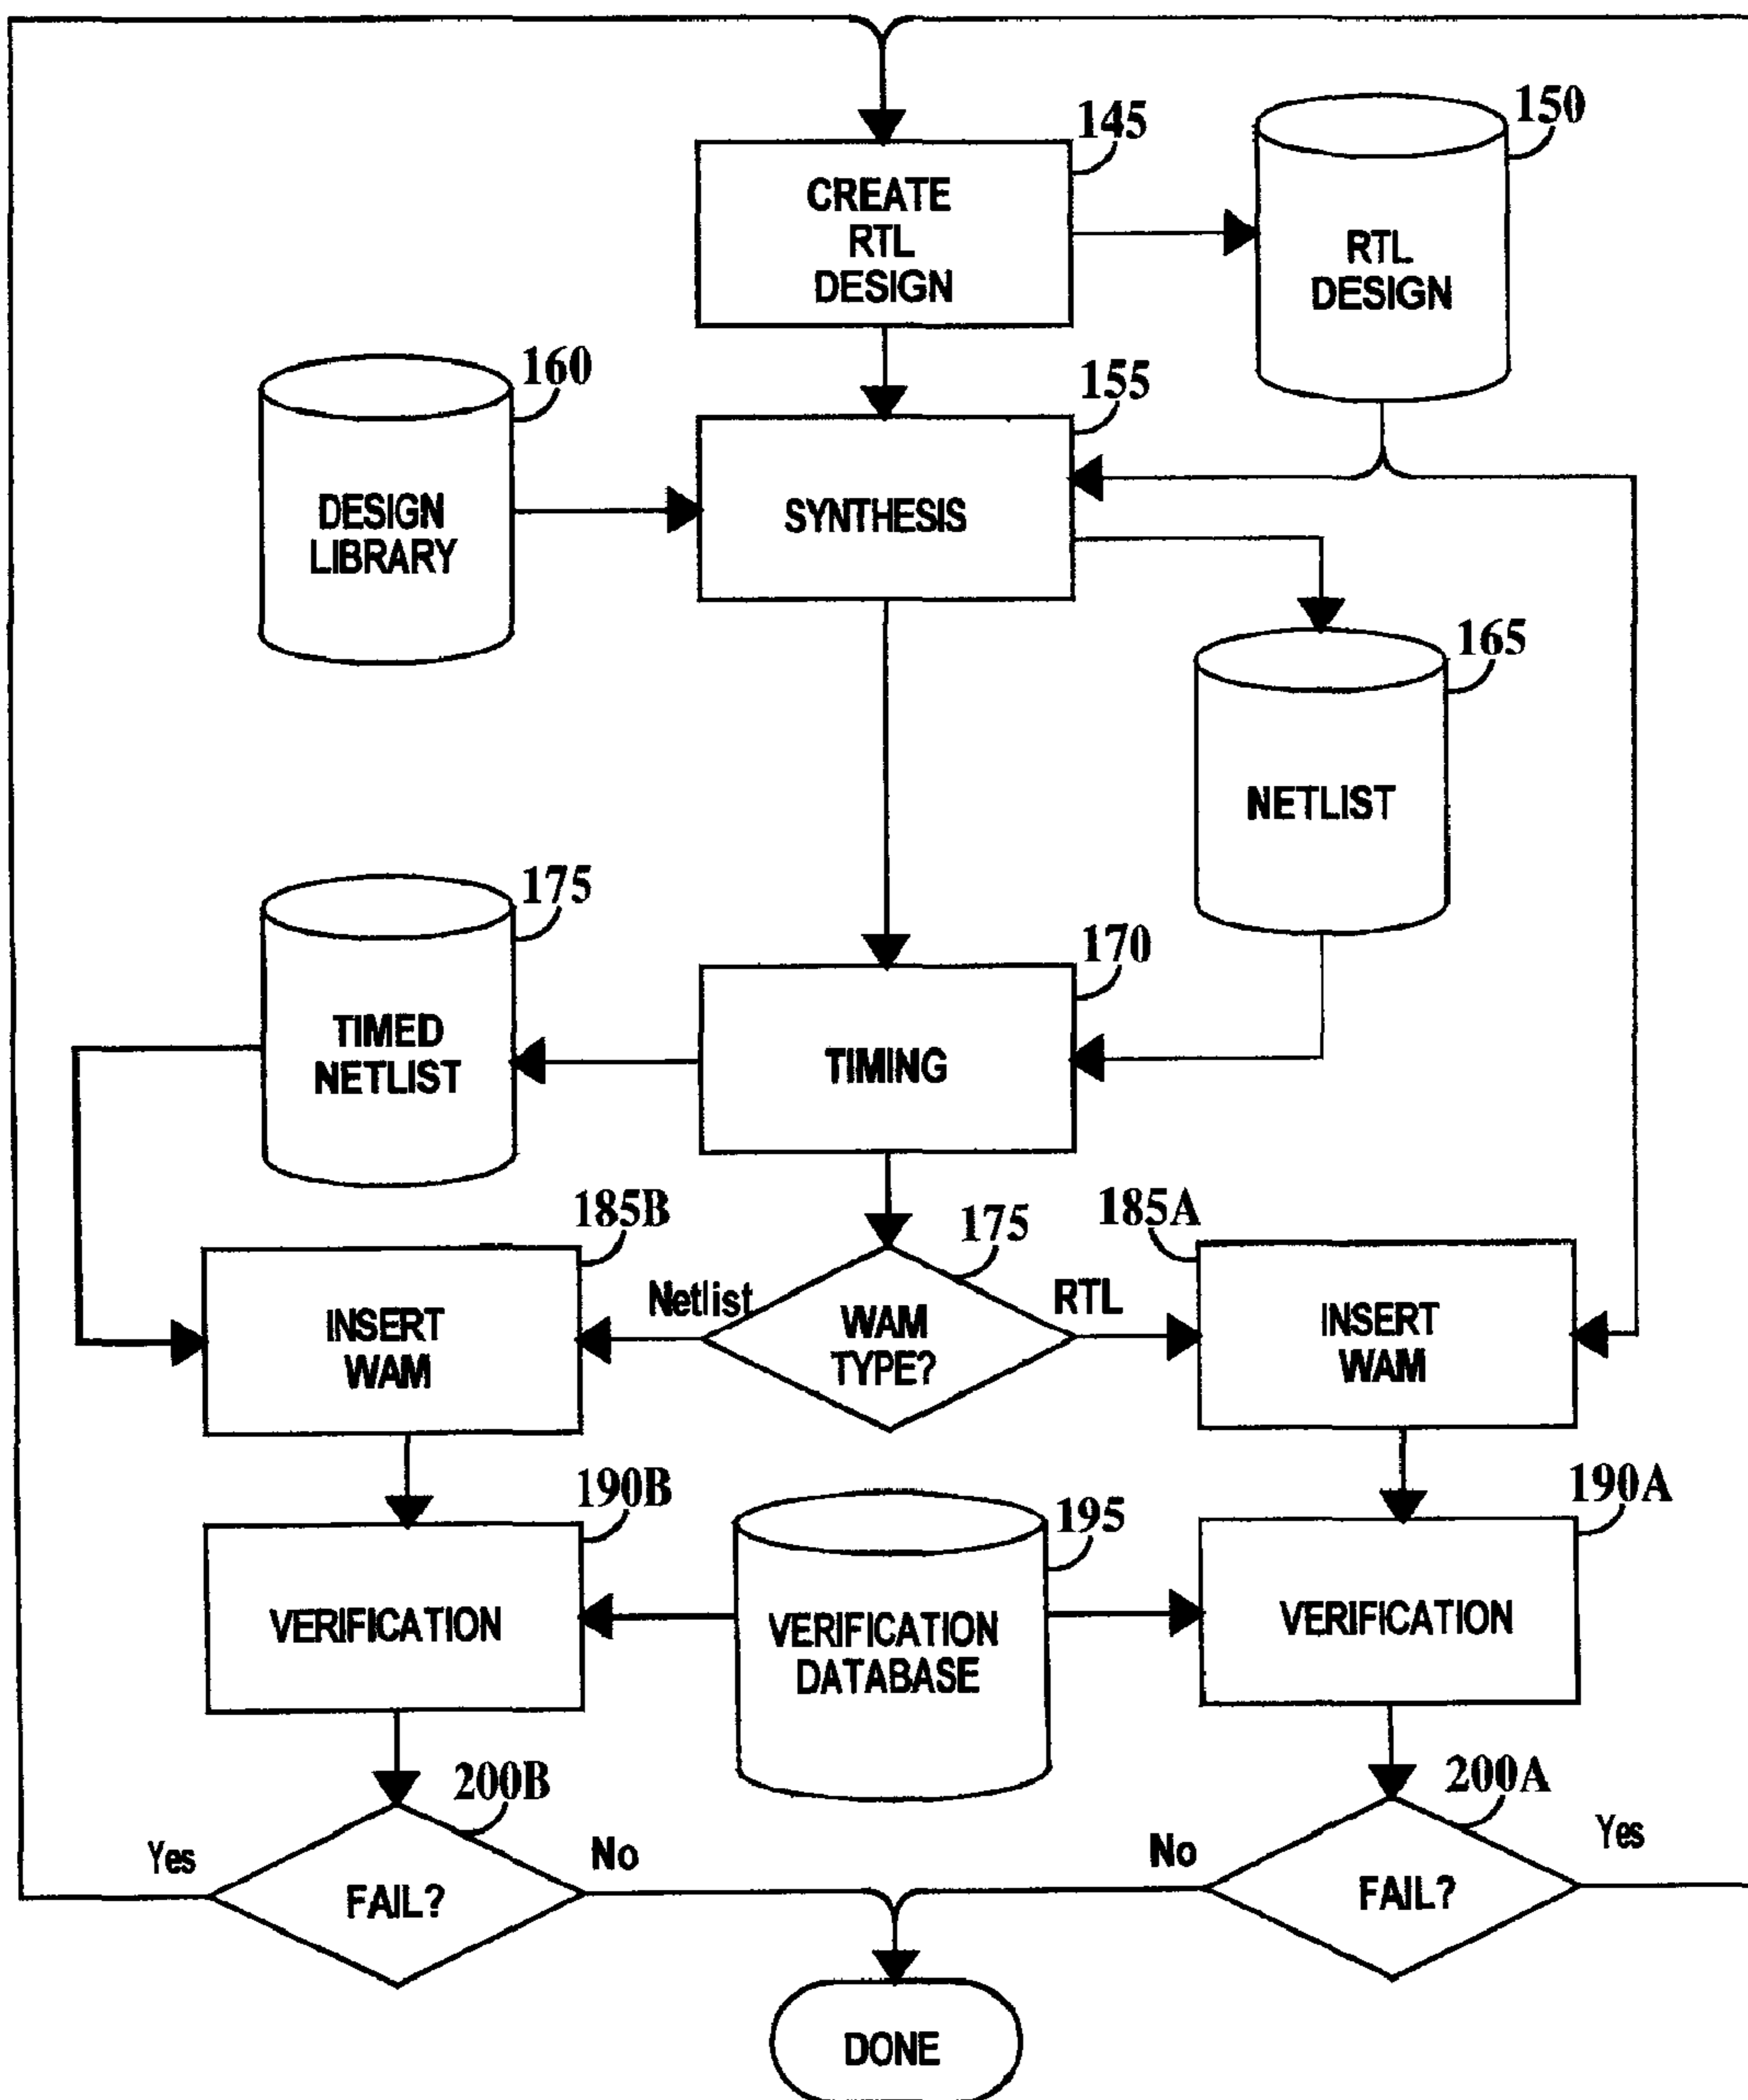 145
150
CREATE
RTL
DESIGN
RTL
DESIGN
160
155
DESIGN
LIBRARY
SYNTHESIS
165
NETLIST
175
170
TIMED
NETLIST
TIMING
185B
175
185A
Netlist
RTL
INSERT
WAM
WAM
TYPE?
INSERT
WAM
190B
195
190A
VERIFICATION
VERIFICATION
DATABASE
VERIFICATION
200B
200A
Yes
No
No
Yes
FAIL?
FAIL?
DONE